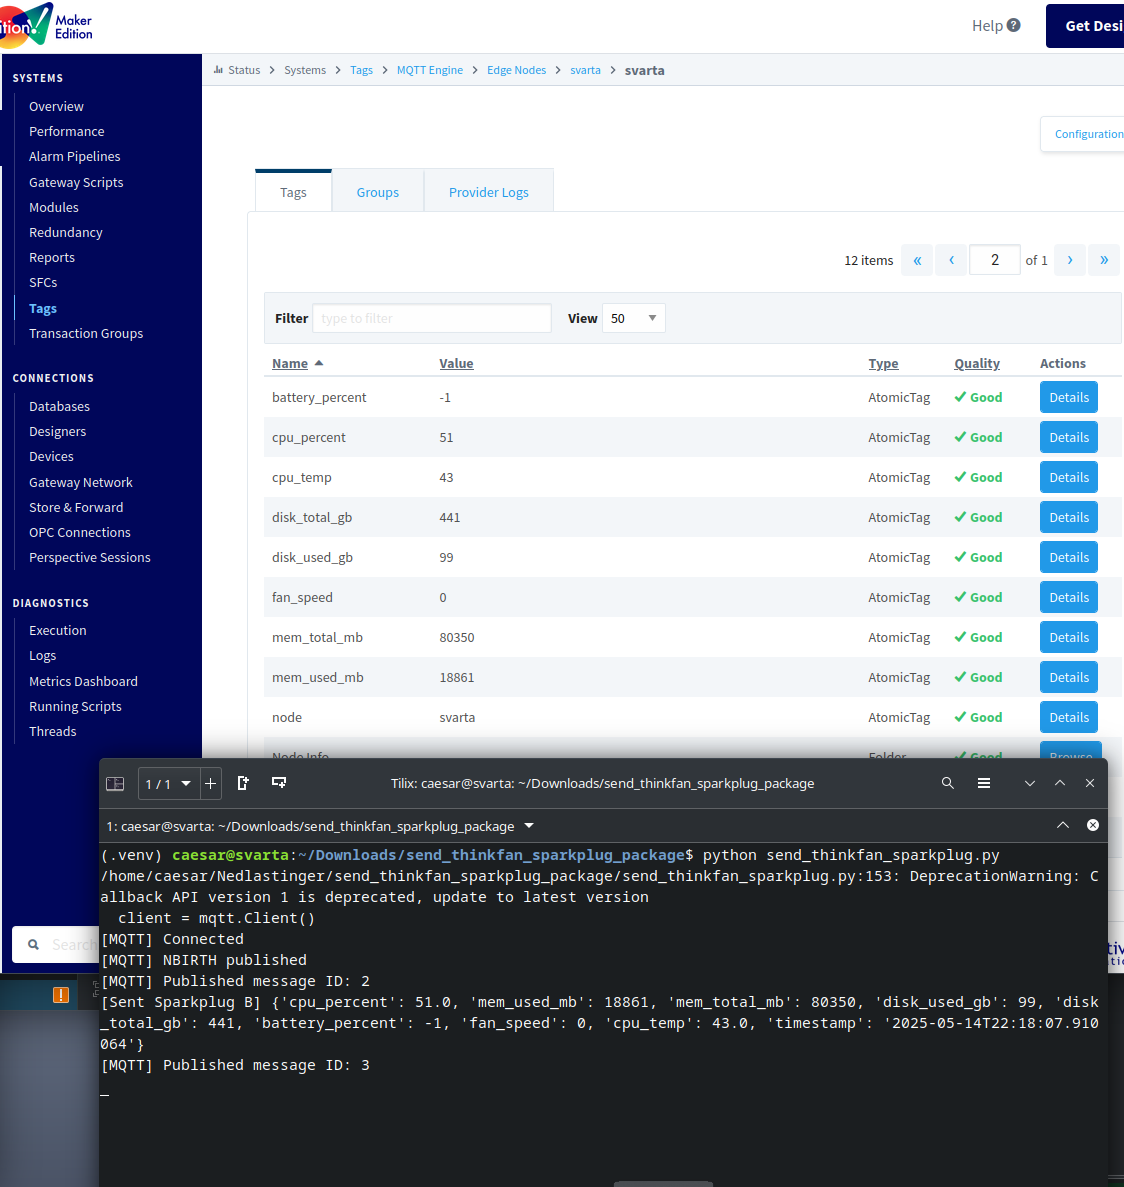 ition!
Maker
Edition
Help ?
Get Desi
SYSTEMS
Overview
Performance
Alarm Pipelines
Gateway Scripts
Modules
Redundancy
Reports
SFCs
Tags
Transaction Groups
CONNECTIONS
Databases
Designers
Devices
Gateway Network
Store & Forward
OPC Connections
Perspective Sessions
DIAGNOSTICS
Execution
Logs
Metrics Dashboard
Running Scripts
Threads
Search
Status > Systems > Tags > MQTT Engine > Edge Nodes > svarta > svarta
Configuration
Tags Groups Provider Logs
12 items « ‹ 2 of 1 › »
Filter type to filter View 50
Name Value Type Quality Actions
battery_percent -1 AtomicTag Good Details
cpu_percent 51 AtomicTag Good Details
cpu_temp 43 AtomicTag Good Details
disk_total_gb 441 AtomicTag Good Details
disk_used_gb 99 AtomicTag Good Details
fan_speed 0 AtomicTag Good Details
mem_total_mb 80350 AtomicTag Good Details
mem_used_mb 18861 AtomicTag Good Details
node svarta AtomicTag Good Details
Node Info Folder Good Browse
1 / 1 Tilix: caesar@svarta: ~/Downloads/send_thinkfan_sparkplug_package
1: caesar@svarta: ~/Downloads/send_thinkfan_sparkplug_package
(.venv) caesar@svarta:~/Downloads/send_thinkfan_sparkplug_package$ python send_thinkfan_sparkplug.py
/home/caesar/Nedlastinger/send_thinkfan_sparkplug_package/send_thinkfan_sparkplug.py:153: DeprecationWarning: C
allback API version 1 is deprecated, update to latest version
  client = mqtt.Client()
[MQTT] Connected
[MQTT] NBIRTH published
[MQTT] Published message ID: 2
[Sent Sparkplug B] {'cpu_percent': 51.0, 'mem_used_mb': 18861, 'mem_total_mb': 80350, 'disk_used_gb': 99, 'disk
_total_gb': 441, 'battery_percent': -1, 'fan_speed': 0, 'cpu_temp': 43.0, 'timestamp': '2025-05-14T22:18:07.910
064'}
[MQTT] Published message ID: 3